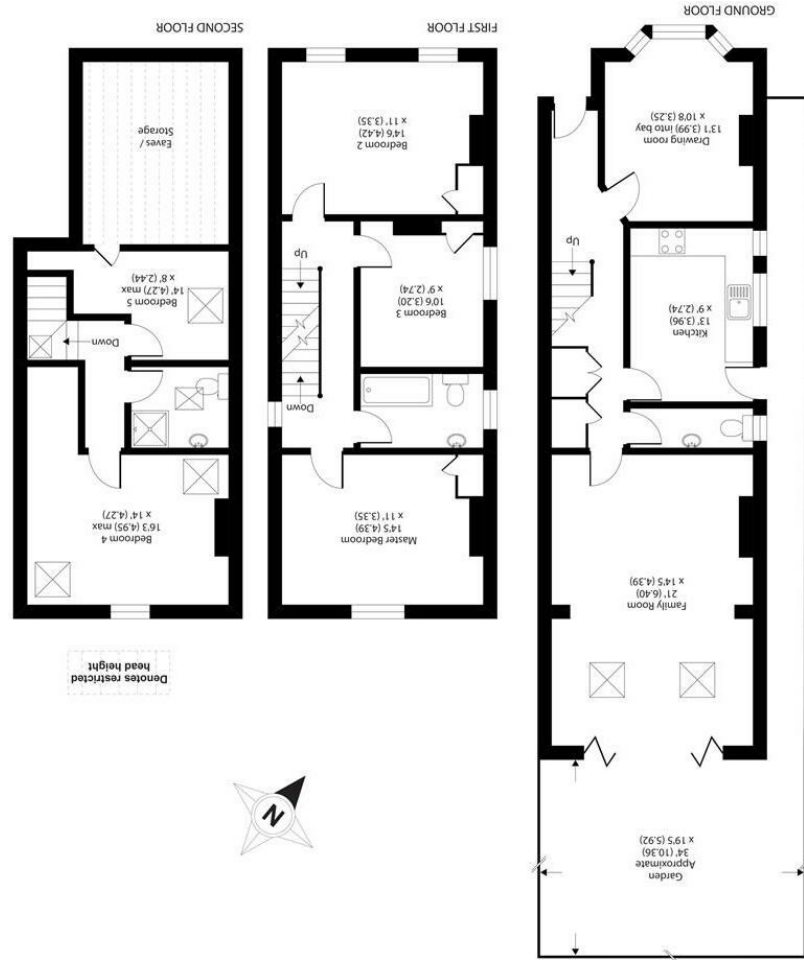 Garden
Approximate
34' (10.36)
x 19'5 (5.92)
Family Room
21' (6.40)
x 14'5 (4.39)
Kitchen
13' (3.96)
x 9' (2.74)
Up
Drawing room
13'1 (3.99) into bay
x 10'8 (3.25)
GROUND FLOOR
N
Master Bedroom
14'5 (4.39)
x 11' (3.35)
Down
Bedroom 3
10'6 (3.20)
x 9' (2.74)
Up
Bedroom 2
14'6 (4.42)
x 11' (3.35)
FIRST FLOOR
Denotes restricted
head height
Bedroom 4
16'3 (4.95) max
x 14' (4.27)
Down
Bedroom 5
14' (4.27) max
x 8' (2.44)
Eaves /
Storage
SECOND FLOOR